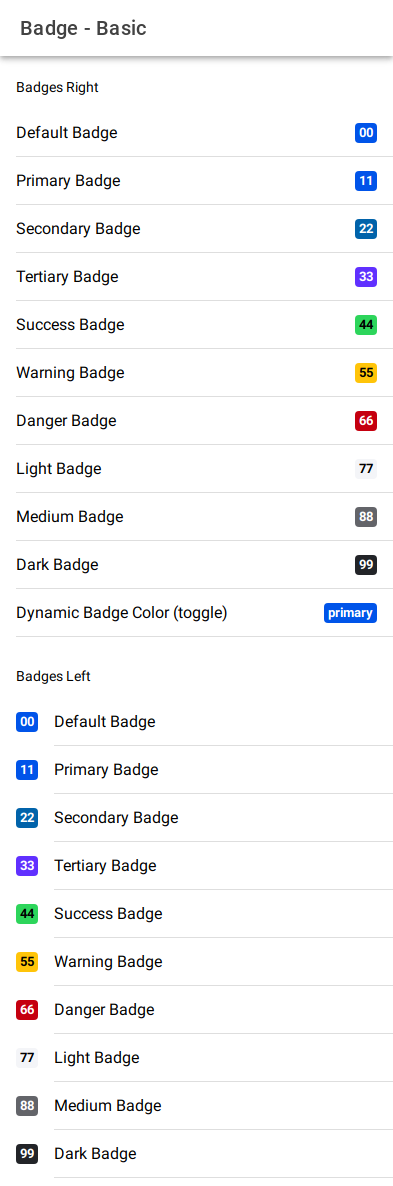 Badge - Basic
Badges Right
Default Badge 00
Primary Badge 11
Secondary Badge 22
Tertiary Badge 33
Success Badge 44
Warning Badge 55
Danger Badge 66
Light Badge 77
Medium Badge 88
Dark Badge 99
Dynamic Badge Color (toggle) primary
Badges Left
00 Default Badge
11 Primary Badge
22 Secondary Badge
33 Tertiary Badge
44 Success Badge
55 Warning Badge
66 Danger Badge
77 Light Badge
88 Medium Badge
99 Dark Badge